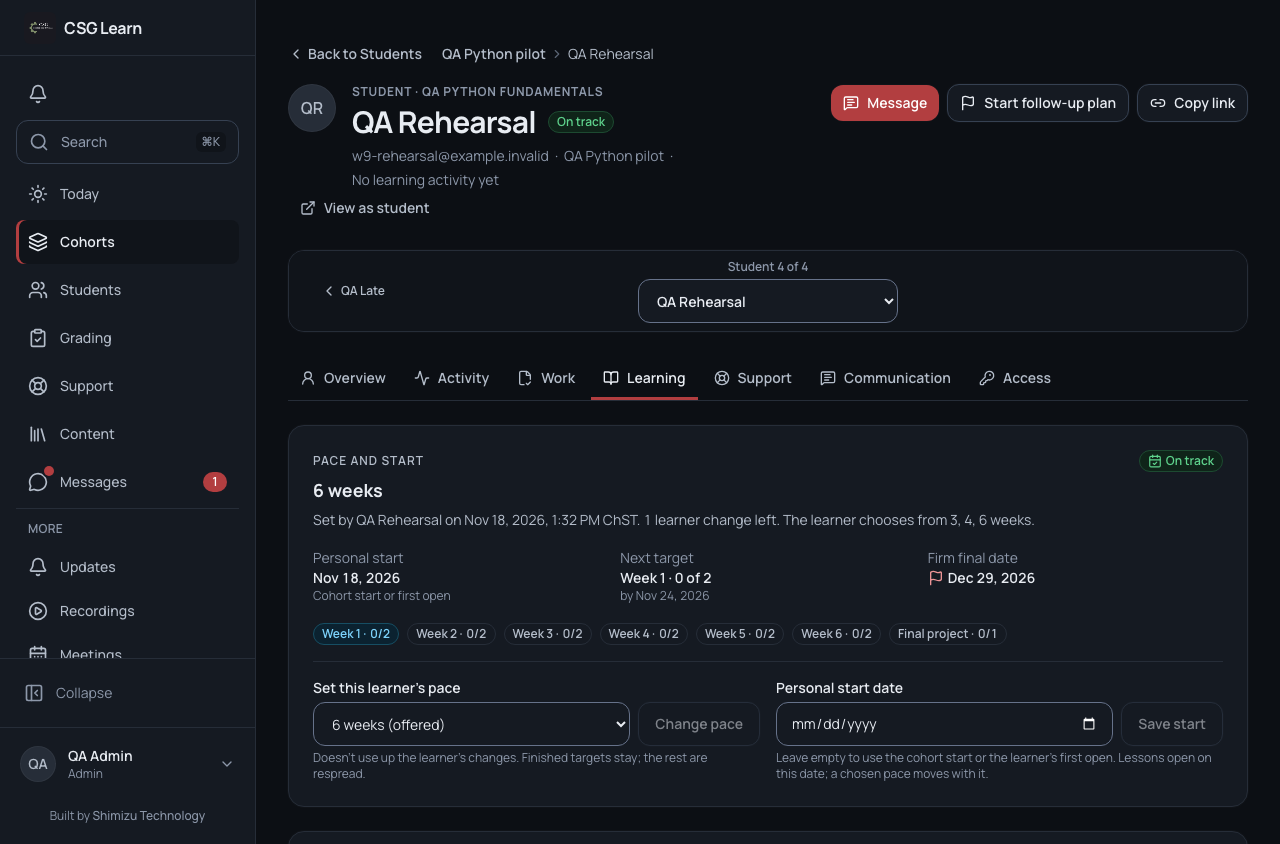 CSG Learn
Search ⌘K
Today
Cohorts
Students
Grading
Support
Content
Messages 1
MORE
Updates
Recordings
Meetings
Collapse
QA
QA Admin
Admin
Built by Shimizu Technology
Back to Students QA Python pilot QA Rehearsal
QR
STUDENT · QA PYTHON FUNDAMENTALS
QA Rehearsal On track
w9-rehearsal@example.invalid · QA Python pilot ·
No learning activity yet
View as student
Message
Start follow-up plan
Copy link
Student 4 of 4
QA Late
QA Rehearsal
Overview Activity Work Learning Support Communication Access
PACE AND START
On track
6 weeks
Set by QA Rehearsal on Nov 18, 2026, 1:32 PM ChST. 1 learner change left. The learner chooses from 3, 4, 6 weeks.
Personal start
Nov 18, 2026
Cohort start or first open
Next target
Week 1 · 0 of 2
by Nov 24, 2026
Firm final date
Dec 29, 2026
Week 1 · 0/2 Week 2 · 0/2 Week 3 · 0/2 Week 4 · 0/2 Week 5 · 0/2 Week 6 · 0/2 Final project · 0/1
Set this learner's pace
6 weeks (offered) Change pace
Doesn't use up the learner's changes. Finished targets stay; the rest are
respread.
Personal start date
mm/dd/yyyy Save start
Leave empty to use the cohort start or the learner's first open. Lessons open on
this date; a chosen pace moves with it.